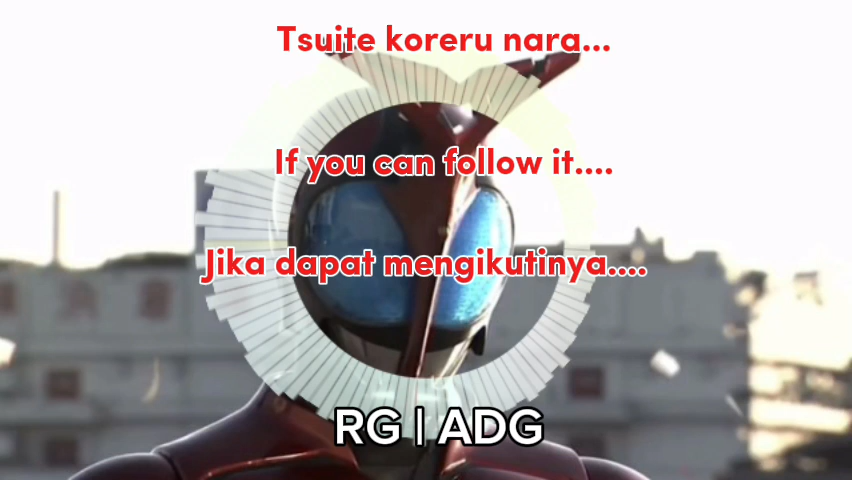 Tsuite koreru nara...
If you can follow it....
Jika dapat mengikutinya....
RG | ADG